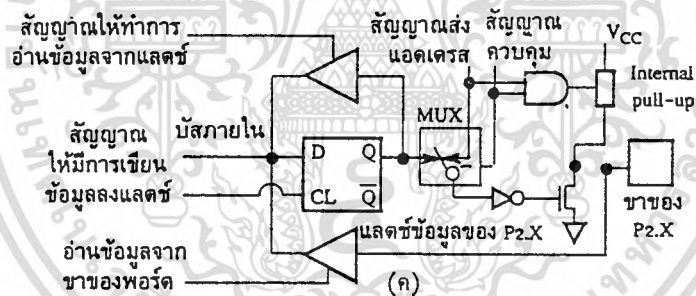 สัญญาณให้ทำการ
อ่านข้อมูลจากแลตช์
สัญญาณส่ง
แอดเดรส
สัญญาณ
ควบคุม
VCC
Internal
pull-up
MUX
สัญญาณ
ให้มีการเขียน
ข้อมูลลงแลตช์
บัสภายใน
D Q
CL Q
ขาของ
P2.X
แลตช์ข้อมูลของ P2.X
อ่านข้อมูลจาก
ขาของพอร์ต
(ค)